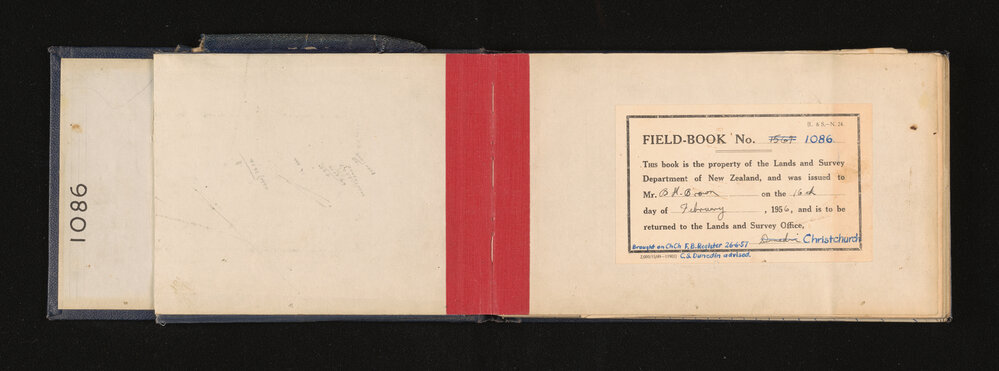 1086
L. & S.—N. 24.
FIELD-BOOK No. 1086
THIS book is the property of the Lands and Survey
Department of New Zealand, and was issued to
Mr. B H. Brown on the 16th
day of February, 1956, and is to be
returned to the Lands and Survey Office,
Dunedin Christchurch
Brought on ChCh F.B. Register 26-6-57
C.S Dunedin advised.